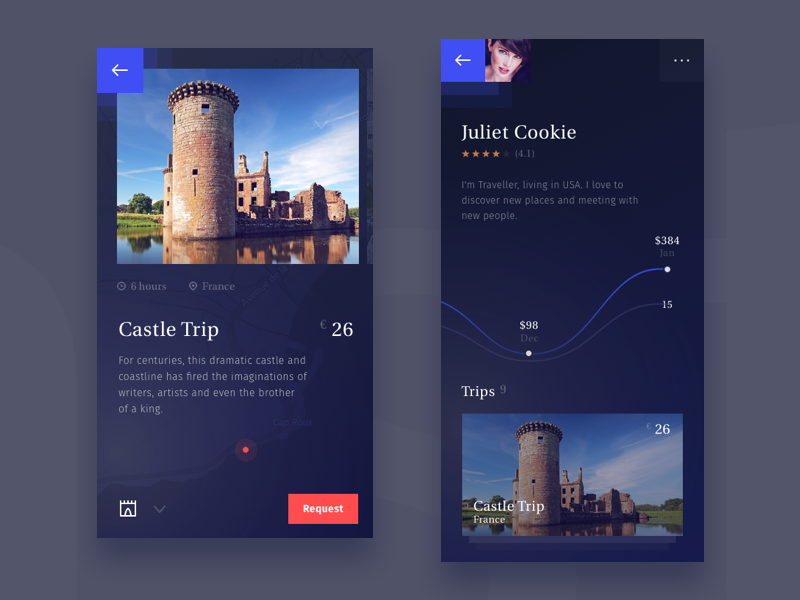 6 hours
France
Castle Trip
€ 26
For centuries, this dramatic castle and
coastline has fired the imaginations of
writers, artists and even the brother
of a king.
Cap Roux
Request
Juliet Cookie
(4.1)
I'm Traveller, living in USA. I love to
discover new places and meeting with
new people.
$384
Jan
15
$98
Dec
Trips 9
€ 26
Castle Trip
France